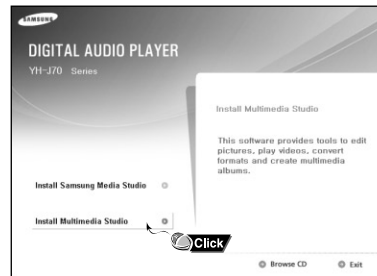 SAMSUNG
DIGITAL AUDIO PLAYER
YH-J70 Series
Install Multimedia Studio
This software provides tools to edit
pictures, play videos, convert
formats and create multimedia
albums.
Install Samsung Media Studio
Install Multimedia Studio
Click
Browse CD
Exit